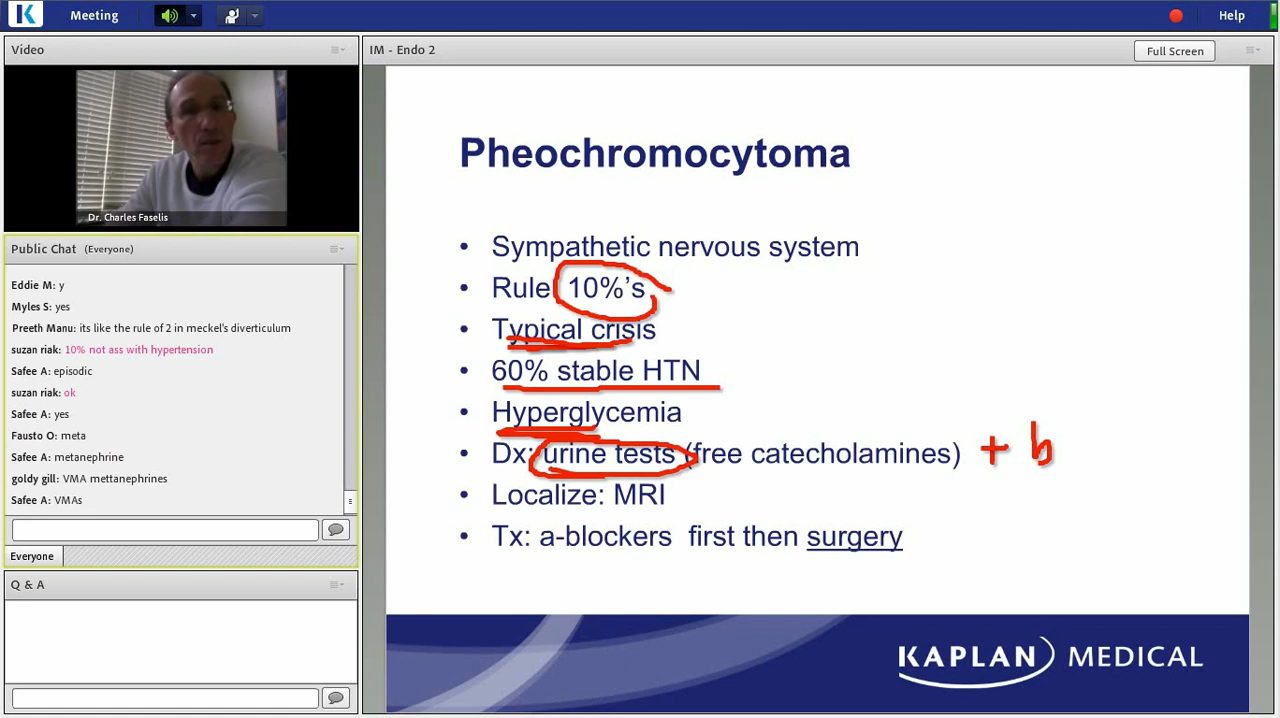 Meeting
Help
Video
Dr. Charles Faselis
Public Chat (Everyone)
Eddie M: y
Myles S: yes
Preeth Manu: its like the rule of 2 in meckel's diverticulum
suzan riak: 10% not ass with hypertension
Safee A: episodic
suzan riak: ok
Safee A: yes
Fausto O: meta
Safee A: metanephrine
goldy gill: VMA mettanephrines
Safee A: VMAs
Everyone
Q & A
IM - Endo 2
Full Screen
Pheochromocytoma
• Sympathetic nervous system
• Rule 10%’s
• Typical crisis
• 60% stable HTN
• Hyperglycemia
• Dx: urine tests (free catecholamines) + b
• Localize: MRI
• Tx: a-blockers first then surgery
KAPLAN MEDICAL